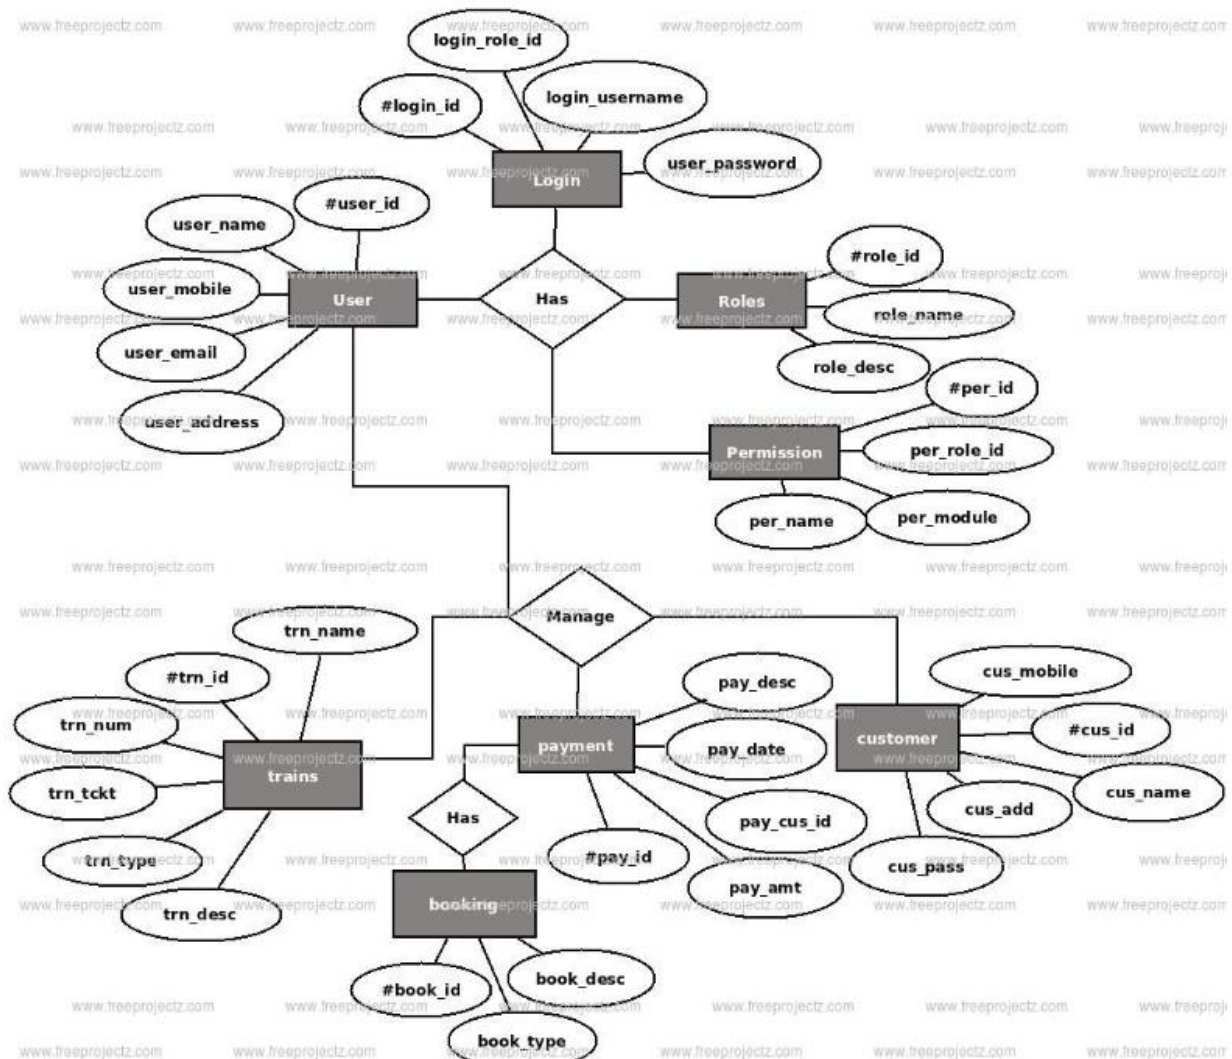 login_role_id
#login_id
login_username
user_password
Login
#user_id
user_name
user_mobile
User
user_email
user_address
Has
Roles
#role_id
role_name
role_desc
#per_id
Permission
per_role_id
per_name
per_module
Manage
trn_name
#trn_id
trn_num
trn_tckt
trains
trn_type
trn_desc
pay_desc
payment
pay_date
pay_cus_id
#pay_id
pay_amt
cus_mobile
customer
#cus_id
cus_name
cus_add
cus_pass
Has
booking
#book_id
book_desc
book_type
www.freeprojectz.com